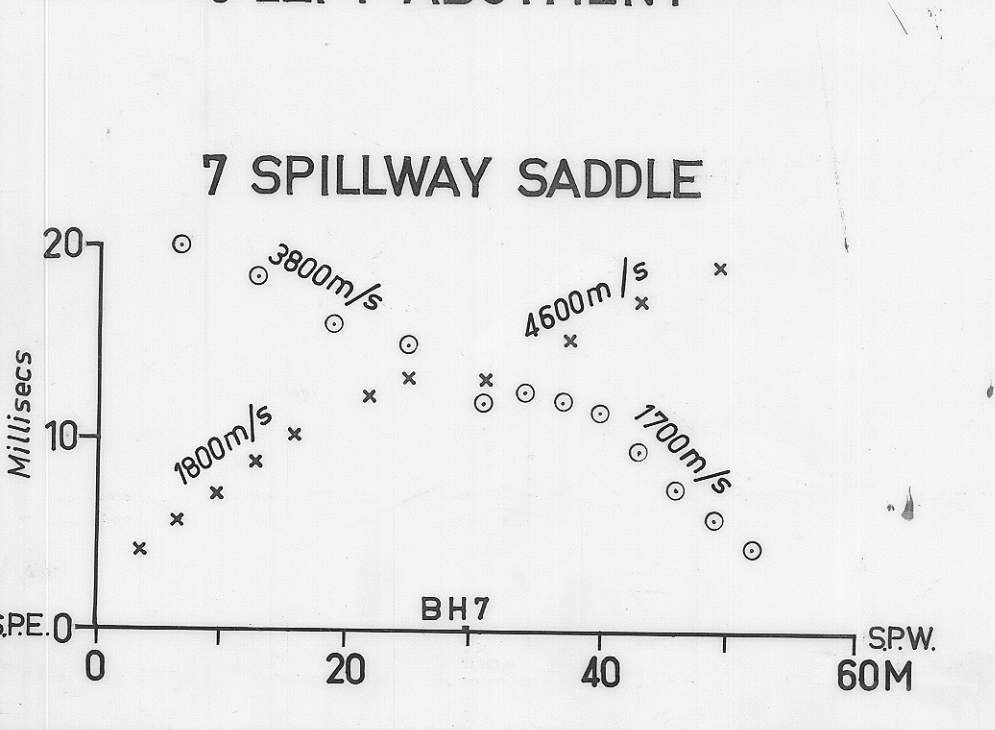 7 SPILLWAY SADDLE
20
3800m/s
4600m/s
Millisecs
10
1800m/s
1700m/s
BH7
S.P.E. 0
S.P.W.
0
20
40
60M